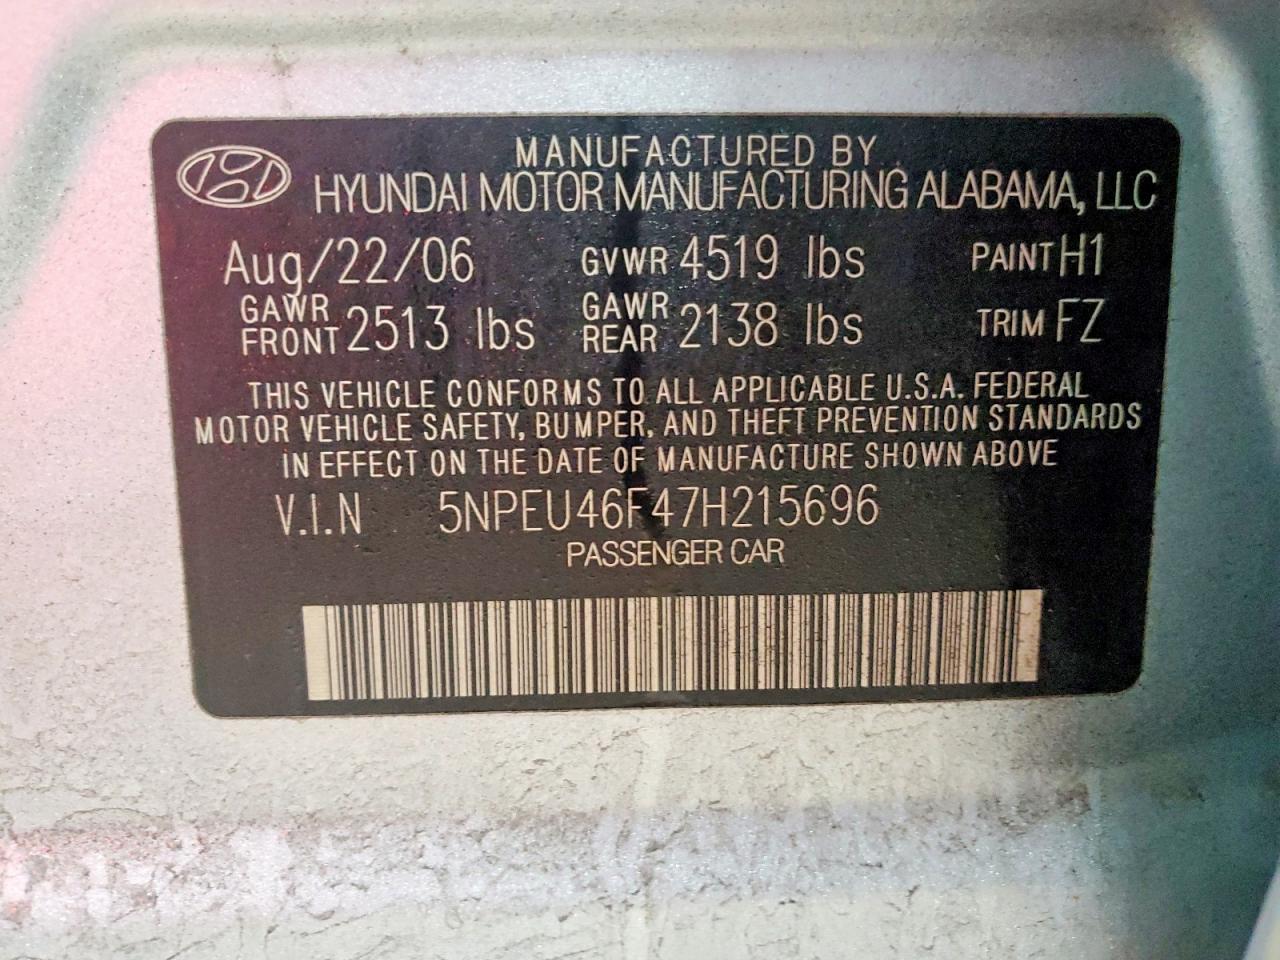 MANUFACTURED BY
HYUNDAI MOTOR MANUFACTURING ALABAMA, LLC
Aug/22/06 GVWR 4519 lbs PAINT H1
GAWR FRONT 2513 lbs GAWR REAR 2138 lbs TRIM FZ
THIS VEHICLE CONFORMS TO ALL APPLICABLE U.S.A. FEDERAL
MOTOR VEHICLE SAFETY, BUMPER, AND THEFT PREVENTION STANDARDS
IN EFFECT ON THE DATE OF MANUFACTURE SHOWN ABOVE
V.I.N 5NPEU46F47H215696
PASSENGER CAR